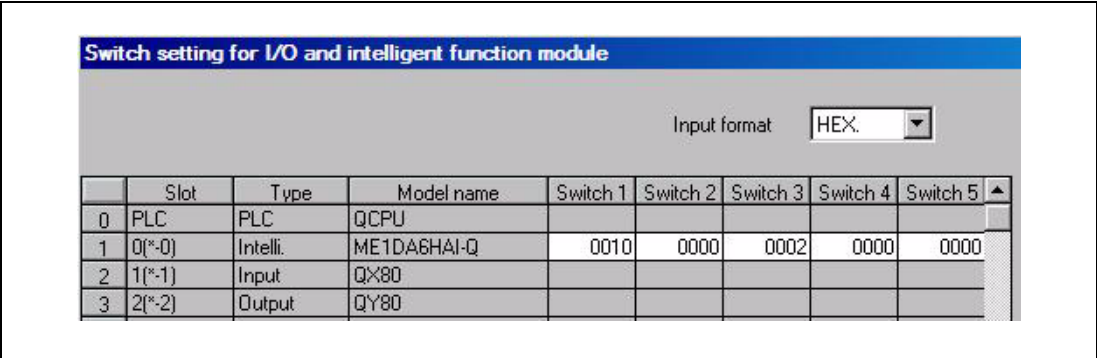 Switch setting for I/O and intelligent function module
Input format HEX.
Slot Type Model name Switch 1 Switch 2 Switch 3 Switch 4 Switch 5
0 PLC PLC QCPU
1 0(*-0) Intelli. ME1DA6HAI-Q 0010 0000 0002 0000 0000
2 1(*-1) Input QX80
3 2(*-2) Output QY80